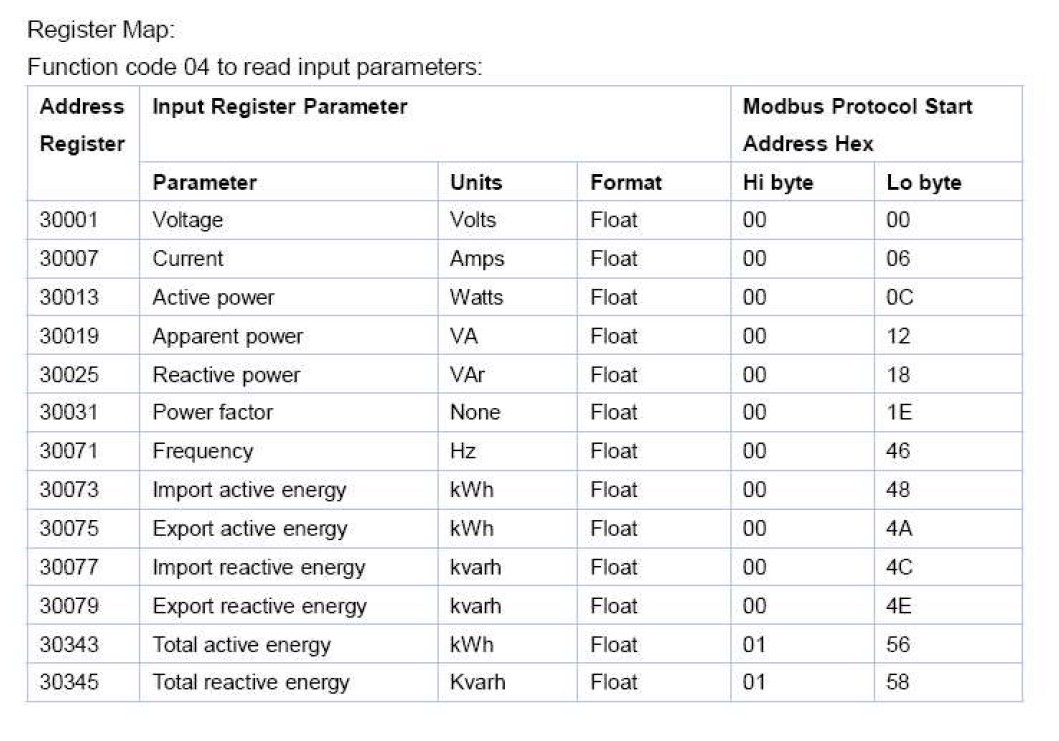 Register Map:
Function code 04 to read input parameters:
Address Register Input Register Parameter Modbus Protocol Start Address Hex
Parameter Units Format Hi byte Lo byte
30001 Voltage Volts Float 00 00
30007 Current Amps Float 00 06
30013 Active power Watts Float 00 0C
30019 Apparent power VA Float 00 12
30025 Reactive power VAr Float 00 18
30031 Power factor None Float 00 1E
30071 Frequency Hz Float 00 46
30073 Import active energy kWh Float 00 48
30075 Export active energy kWh Float 00 4A
30077 Import reactive energy kvarh Float 00 4C
30079 Export reactive energy kvarh Float 00 4E
30343 Total active energy kWh Float 01 56
30345 Total reactive energy Kvarh Float 01 58